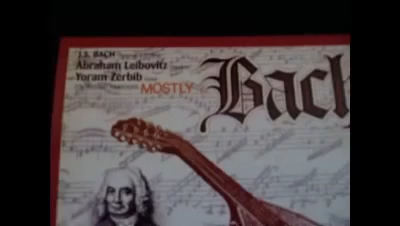 J.S. BACH
Abraham Leibovitz
Yoram Zerbib
MOSTLY Bach